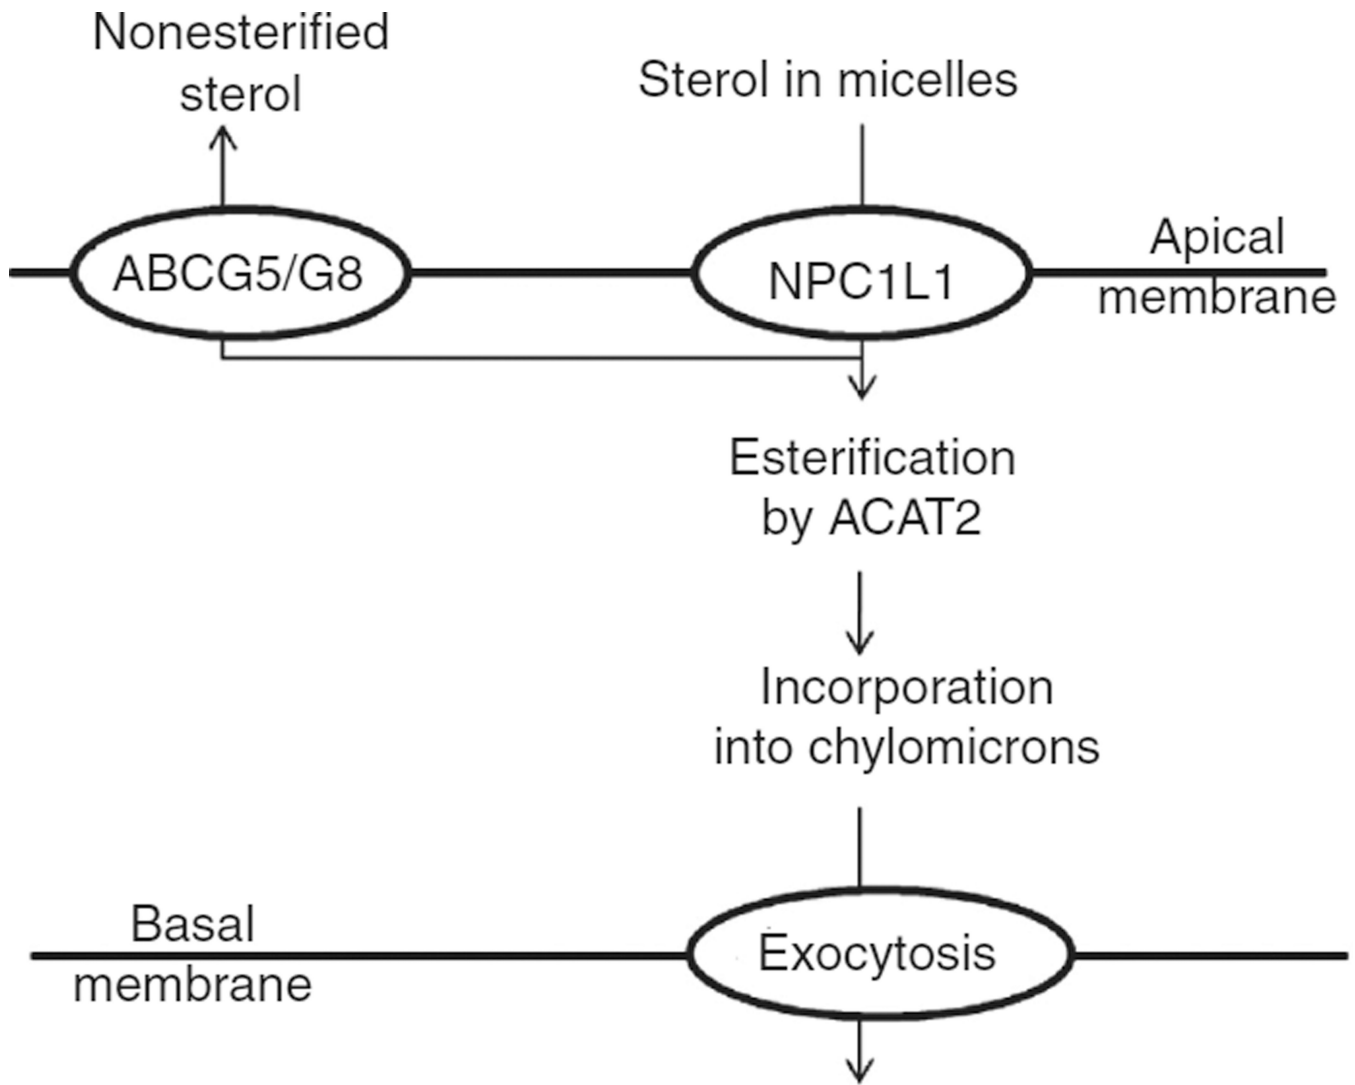 Nonesterified
sterol
Sterol in micelles
ABCG5/G8
NPC1L1
Apical
membrane
Esterification
by ACAT2
Incorporation
into chylomicrons
Basal
membrane
Exocytosis